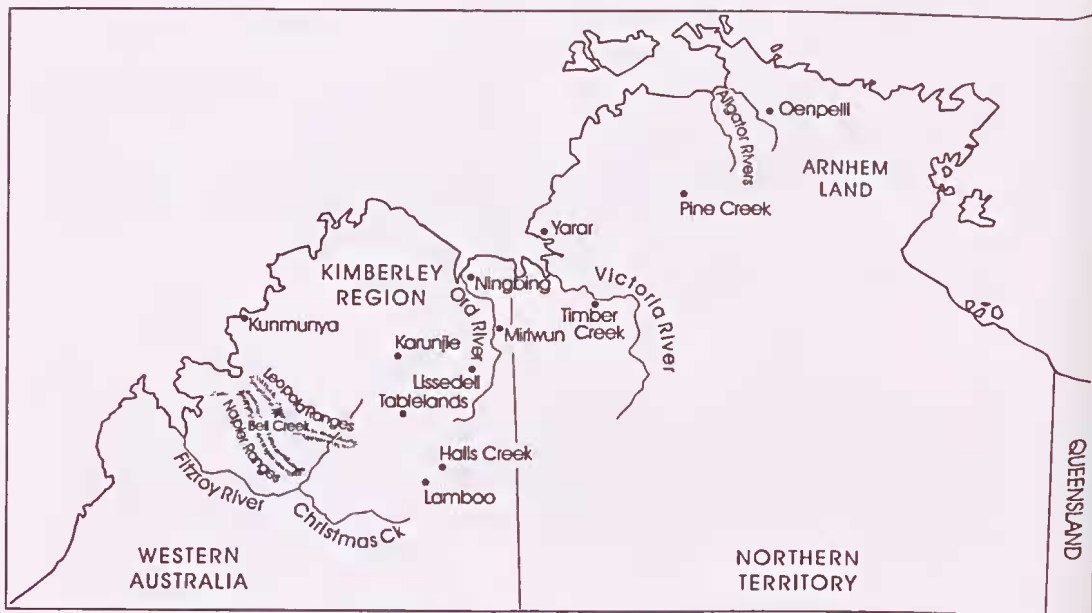 Oenpelli
Alligator Rivers
ARNHEM
LAND
Pine Creek
Yarar
Victoria River
KIMBERLEY
REGION
Ningbing
Ord River
Timber
Creek
Kunmunya
Miriwun
Karunjie
Lissedell
Tablelands
Leopold Ranges
Bell Creek
Napier Ranges
Halls Creek
Lamboo
Fitzroy River
Christmas Ck
WESTERN
AUSTRALIA
NORTHERN
TERRITORY
QUEENSLAND